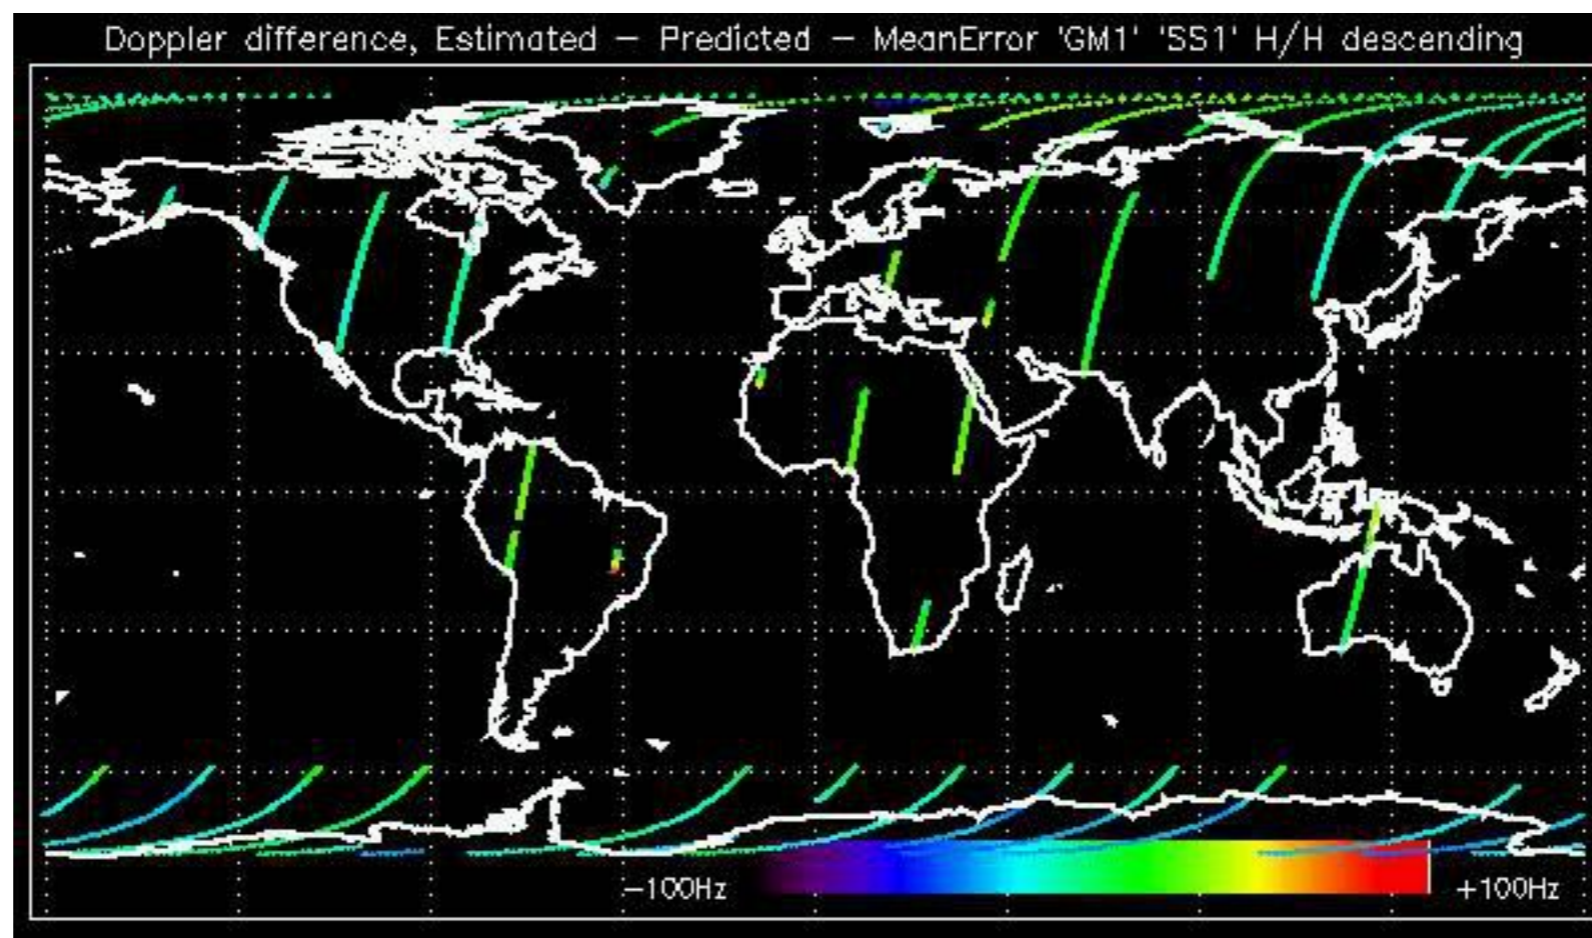 Doppler difference, Estimated – Predicted – MeanError 'GM1' 'SS1' H/H descending
–100Hz +100Hz